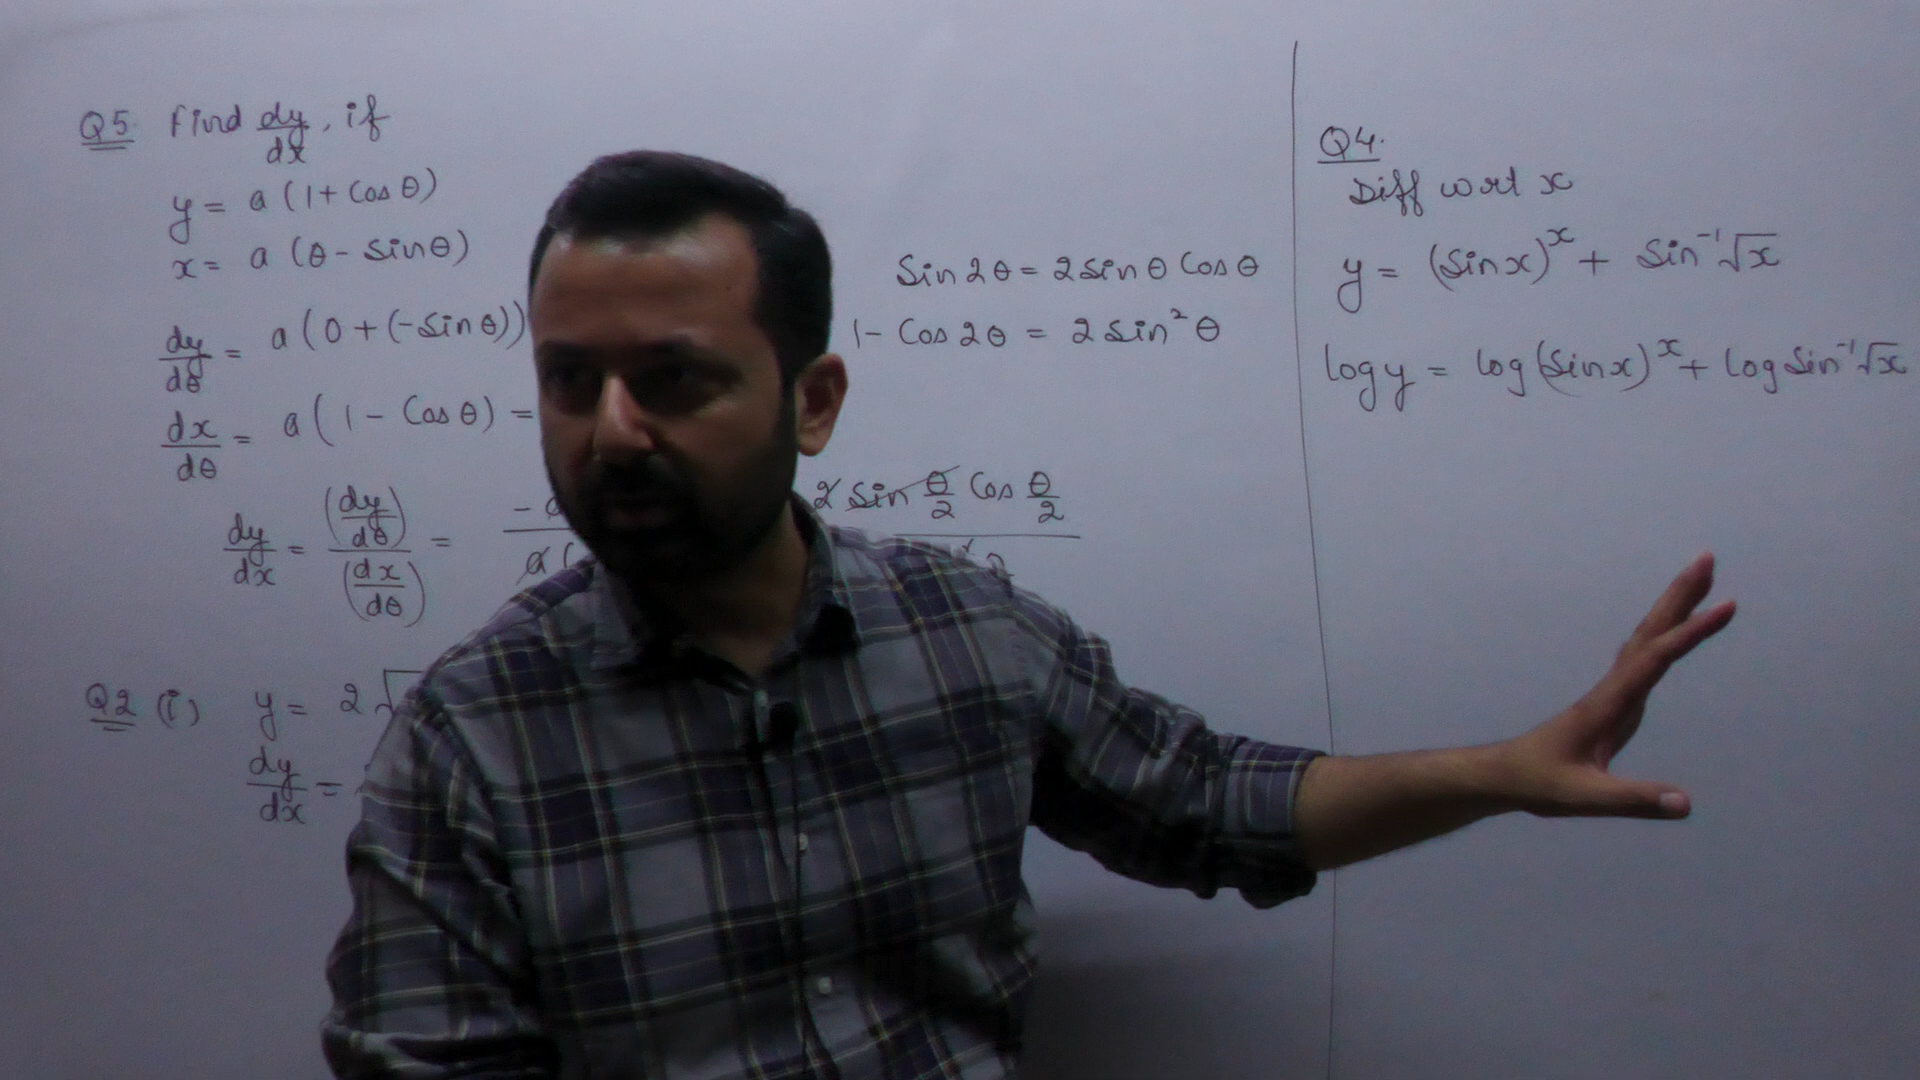 Q5. Find dy/dx, if
y = a (1 + Cos θ)
x = a (θ - Sinθ)
dy/dθ = a (0 + (-Sinθ))
dx/dθ = a ( 1 - Cos θ) =
dy/dx = (dy/dθ)/(dx/dθ) =
2 Sin θ/2 Cos θ/2
Q2 (i) y = 2√
dy/dx =
Sin 2θ = 2 Sin θ Cos θ
1 - Cos 2θ = 2 Sin² θ
Q4.
Diff wrt x
y = (Sin x)^x + Sin⁻¹√x
log y = log (Sin x)^x + log Sin⁻¹√x